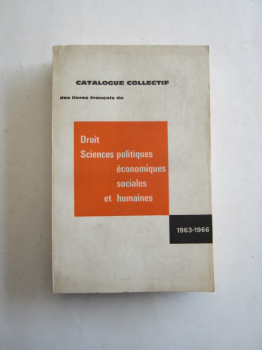 CATALOGUE COLLECTIF
des livres français de
Droit
Sciences politiques
économiques
sociales
et humaines
1963-1966